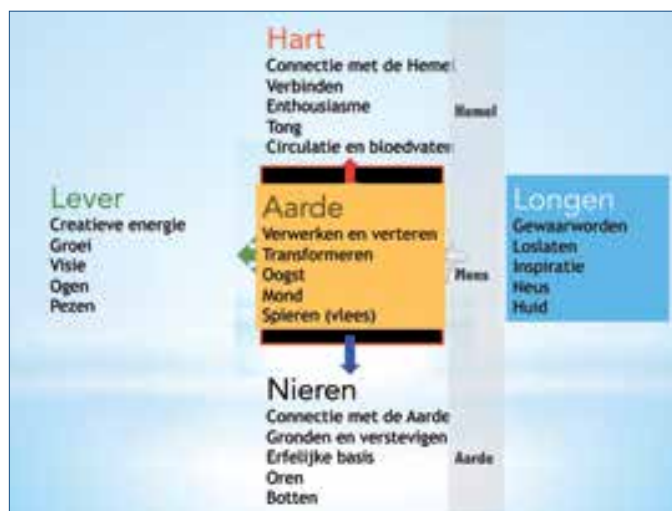 Hart
Connectie met de Hemel
Verbinden
Enthousiasme
Tong
Circulatie en bloedvaten
Hemel
Lever
Creatieve energie
Groei
Visie
Ogen
Pezen
Aarde
Verwerken en verteren
Transformeren
Oogst
Mond
Spieren (vlees)
Mens
Longen
Gewaarworden
Loslaten
Inspiratie
Neus
Huid
Nieren
Connectie met de Aarde
Gronden en verstevigen
Erfelijke basis
Oren
Botten
Aarde